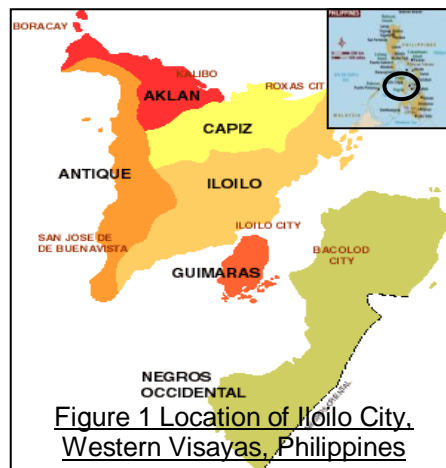 BORACAY
PHILIPPINES
KALIBO
ROXAS CIT
AKLAN
CAPIZ
ANTIQUE
ILOILO
SAN JOSE DE
DE BUENAVISTA
ILOILO CITY
BACOLOD
CITY
GUIMARAS
NEGROS
OCCIDENTAL
Figure 1 Location of Iloilo City,
Western Visayas, Philippines